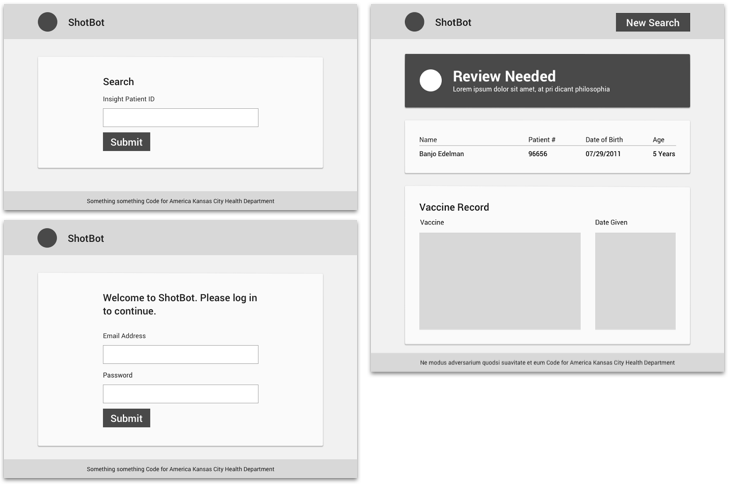 ShotBot
Search
Insight Patient ID
Submit
Something something Code for America Kansas City Health Department
ShotBot
Welcome to ShotBot. Please log in
to continue.
Email Address
Password
Submit
Something something Code for America Kansas City Health Department
ShotBot New Search
Review Needed
Lorem ipsum dolor sit amet, at pri dicant philosophia
Name Patient # Date of Birth Age
Banjo Edelman 96656 07/29/2011 5 Years
Vaccine Record
Vaccine Date Given
Ne modus adversarium quodsi suavitate et eum Code for America Kansas City Health Department